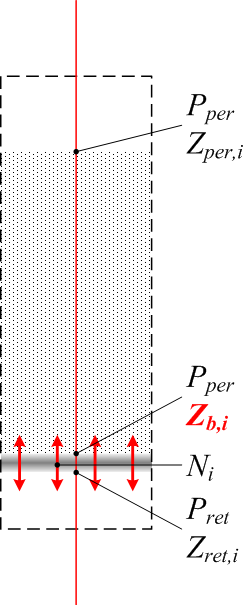 P_per
Z_per,i
P_per
Z_b,i
N_i
P_ret
Z_ret,i